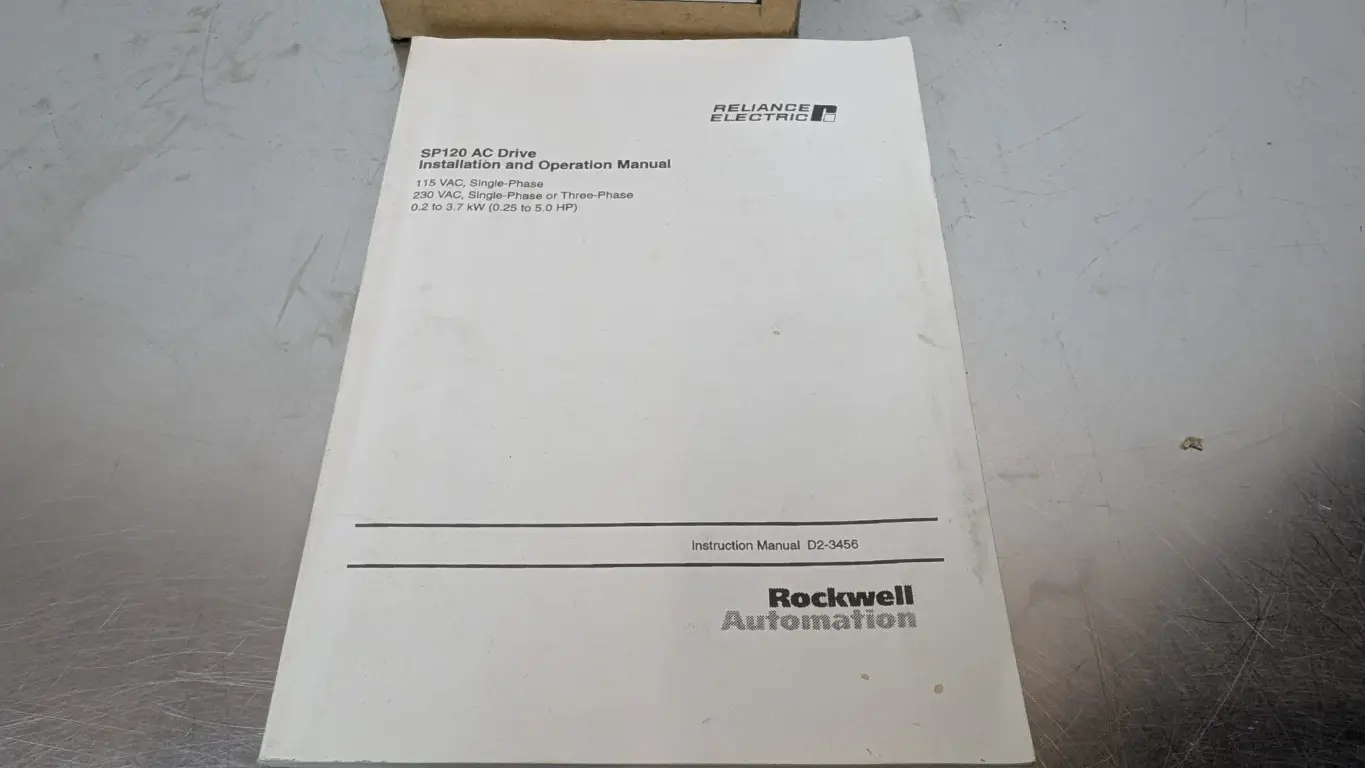 RELIANCE
ELECTRIC
SP120 AC Drive
Installation and Operation Manual
115 VAC, Single-Phase
230 VAC, Single-Phase or Three-Phase
0.2 to 3.7 kW (0.25 to 5.0 HP)
Instruction Manual D2-3456
Rockwell
Automation